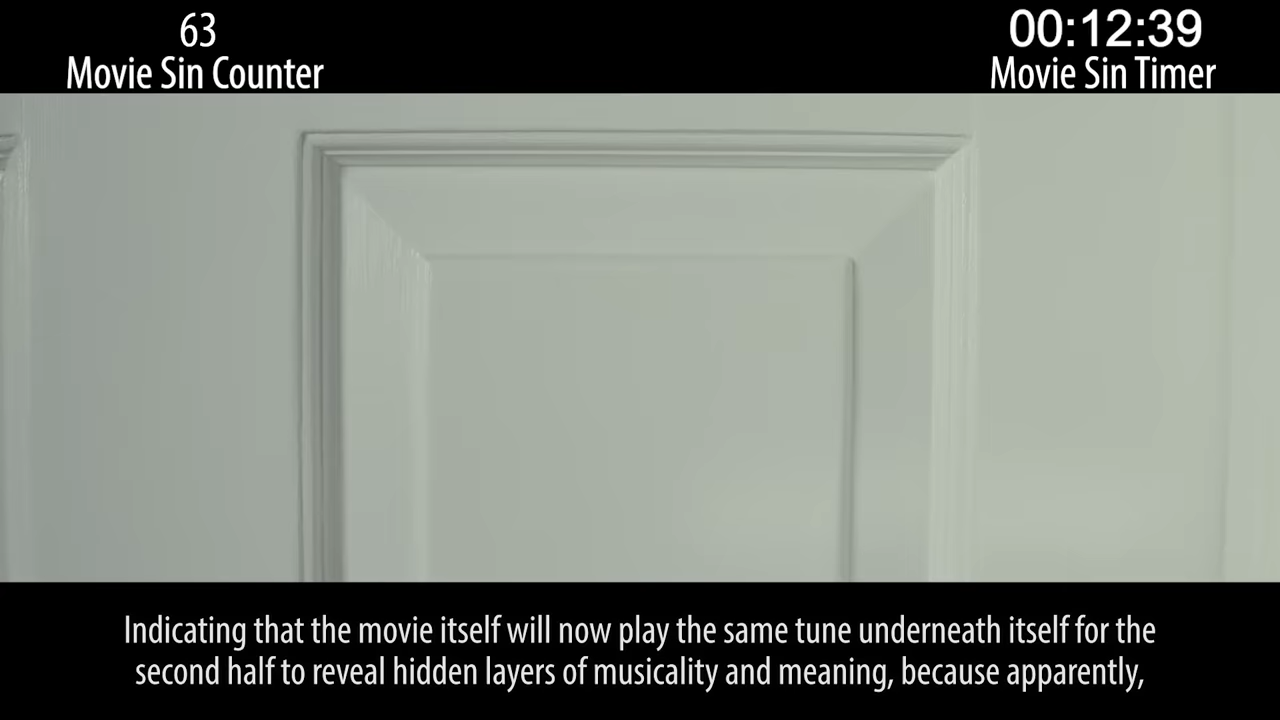 63
Movie Sin Counter
00:12:39
Movie Sin Timer
Indicating that the movie itself will now play the same tune underneath itself for the
second half to reveal hidden layers of musicality and meaning, because apparently,